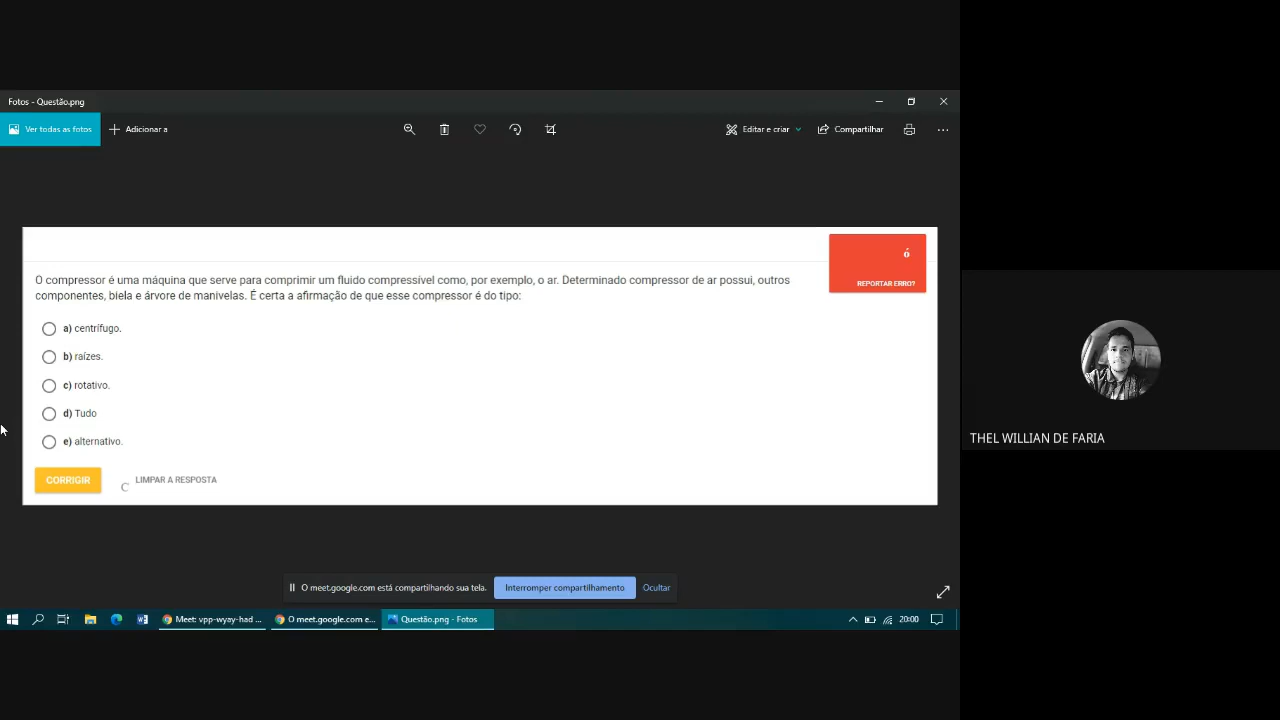 Fotos - Questão.png
Ver todas as fotos
Adicionar a
Editar e criar
Compartilhar
ó
REPORTAR ERRO?
O compressor é uma máquina que serve para comprimir um fluido compressível como, por exemplo, o ar. Determinado compressor de ar possui, outros
componentes, biela e árvore de manivelas. É certa a afirmação de que esse compressor é do tipo:
a) centrífugo.
b) raízes.
c) rotativo.
d) Tudo
e) alternativo.
CORRIGIR
C LIMPAR A RESPOSTA
THEL WILLIAN DE FARIA
O meet.google.com está compartilhando sua tela.
Interromper compartilhamento
Ocultar
Meet: vpp-wyay-had ...
O meet.google.com e...
Questão.png - Fotos
20:00